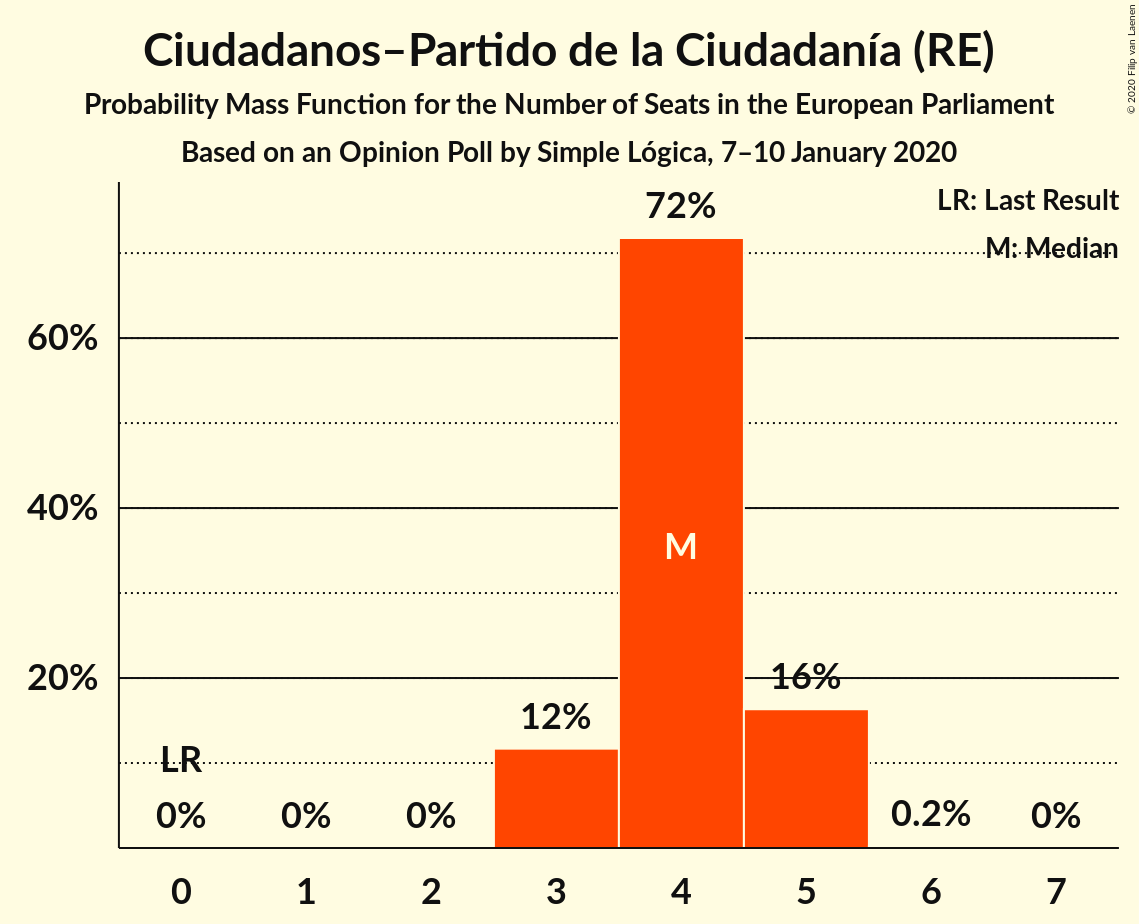 Ciudadanos–Partido de la Ciudadanía (RE)
Probability Mass Function for the Number of Seats in the European Parliament
Based on an Opinion Poll by Simple Lógica, 7–10 January 2020
© 2020 Filip van Laenen
LR: Last Result
M: Median
72%
60%
40%
M
20%
16%
12%
LR
0%
0%
0%
0.2%
0%
0 1 2 3 4 5 6 7